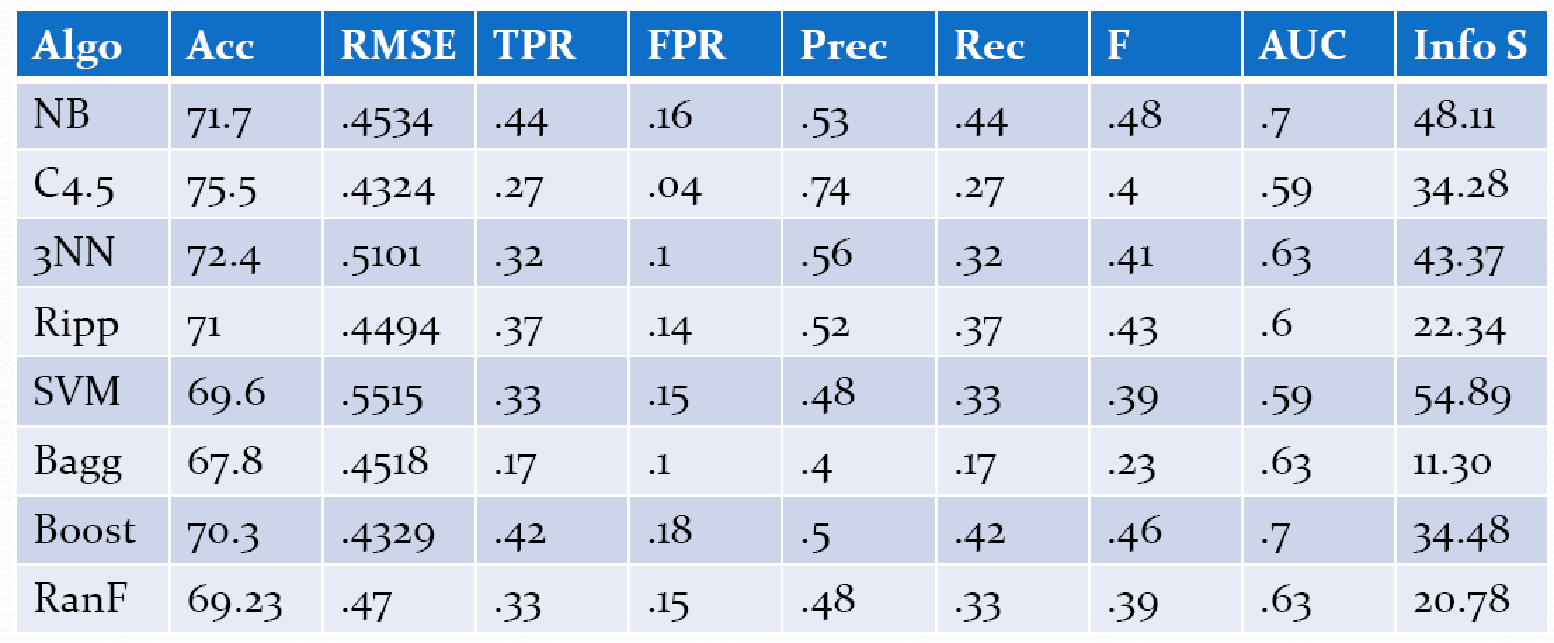 Algo Acc RMSE TPR FPR Prec Rec F AUC Info S
NB 71.7 .4534 .44 .16 .53 .44 .48 .7 48.11
C4.5 75.5 .4324 .27 .04 .74 .27 .4 .59 34.28
3NN 72.4 .5101 .32 .1 .56 .32 .41 .63 43.37
Ripp 71 .4494 .37 .14 .52 .37 .43 .6 22.34
SVM 69.6 .5515 .33 .15 .48 .33 .39 .59 54.89
Bagg 67.8 .4518 .17 .1 .4 .17 .23 .63 11.30
Boost 70.3 .4329 .42 .18 .5 .42 .46 .7 34.48
RanF 69.23 .47 .33 .15 .48 .33 .39 .63 20.78